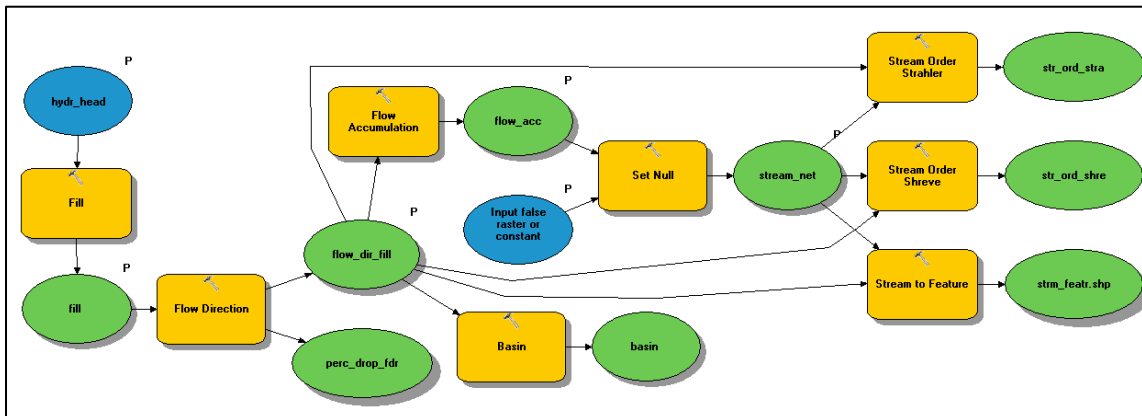 P
hydr_head
Fill
P
fill
Flow Direction
P
flow_dir_fill
perc_drop_fdr
Flow
Accumulation
P
flow_acc
P
Input false
raster or
constant
Set Null
P
stream_net
Basin
basin
Stream Order
Strahler
str_ord_stra
Stream Order
Shreve
str_ord_shre
Stream to Feature
strm_featr.shp